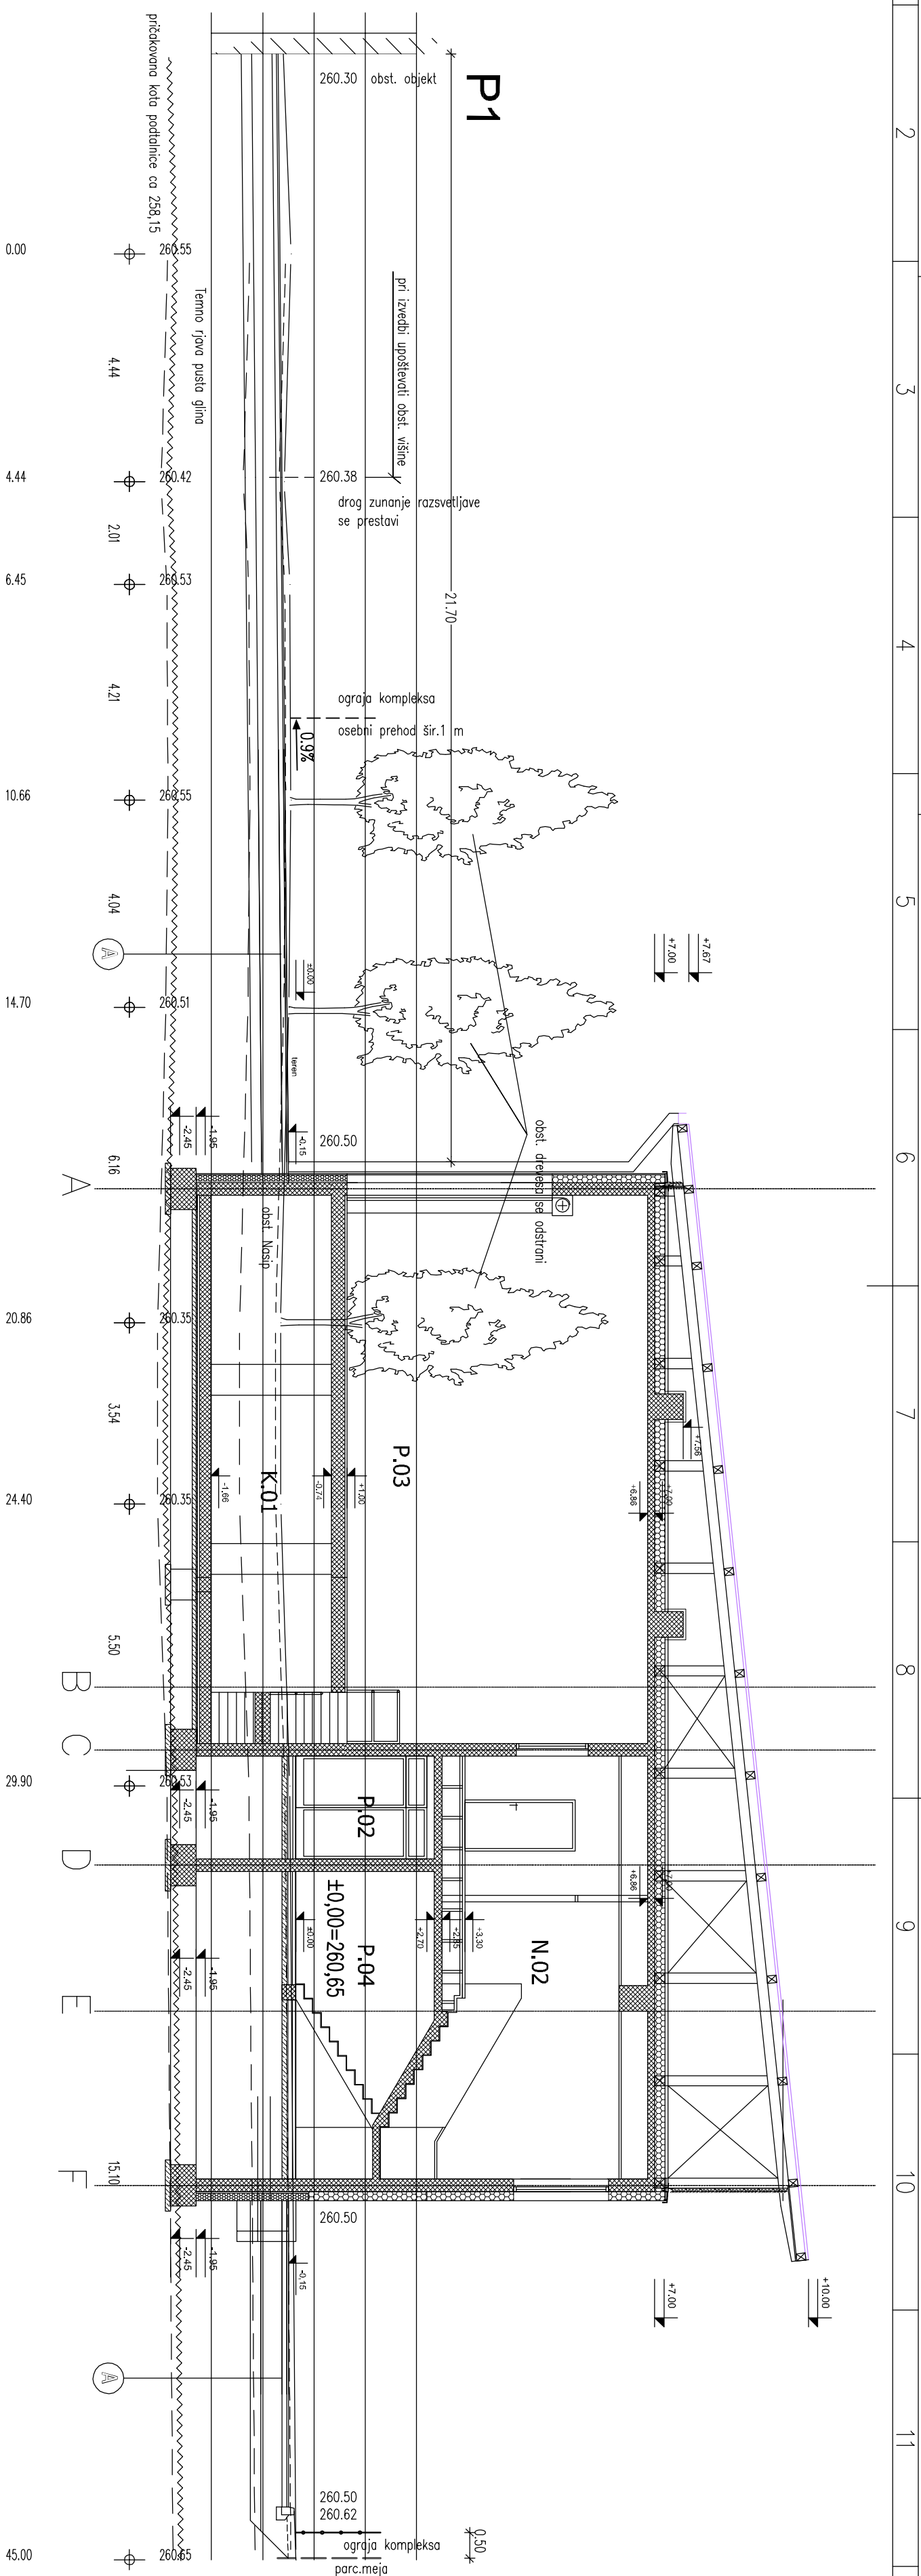 2
3
4
5
6
7
8
9
10
11
P1
260.30 obst. objekt
21.70
pri izvedbi upoštevati obst. višine
260.38
drog zunanje razsvetljave
se prestavi
ograja kompleksa
osebni prehod šir.1 m
0.9%
obst. drevesa se odstrani
+7.67
+7.00
±0.00
teren
-0.15
260.50
-1.95
-2.45
obst. Nasip
P.03
K.01
+1.00
-0.74
-1.66
+7.56
+7.00
+6.86
P.02
-1.95
-2.45
P.04
±0,00=260,65
±0.00
+2.70
+2.85
+3.30
N.02
+7.00
+6.86
-1.95
-2.45
260.50
-0.15
-1.95
-2.45
+10.00
+7.00
260.50
260.62
ograja kompleksa
parc.meja
0.50
pričakovana kota podtalnice ca 258,15
Temno rjava pusta glina
A
A
A
B
C
D
E
F
260.55
260.42
260.53
260.55
260.51
260.35
260.35
260.53
260.65
4.44
2.01
4.21
4.04
6.16
3.54
5.50
15.10
0.00
4.44
6.45
10.66
14.70
20.86
24.40
29.90
45.00